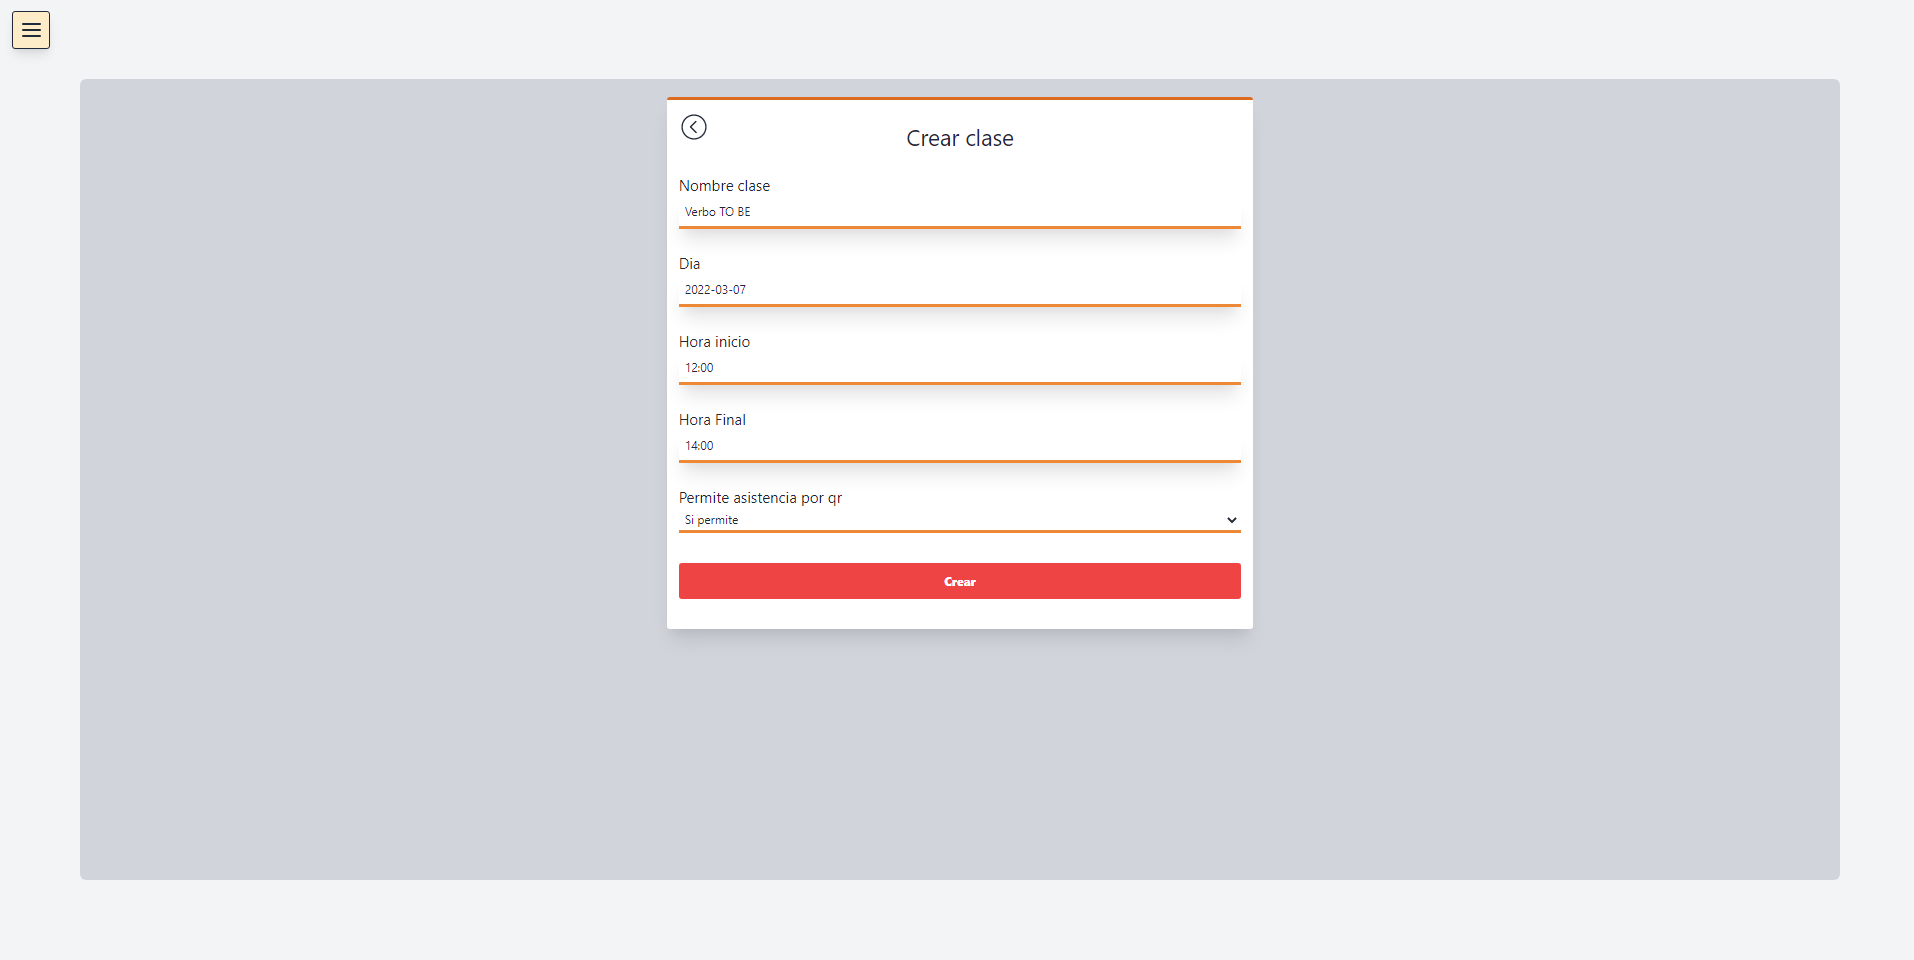 Crear clase
Nombre clase
Verbo TO BE
Dia
2022-03-07
Hora inicio
12:00
Hora Final
14:00
Permite asistencia por qr
Si permite
Crear